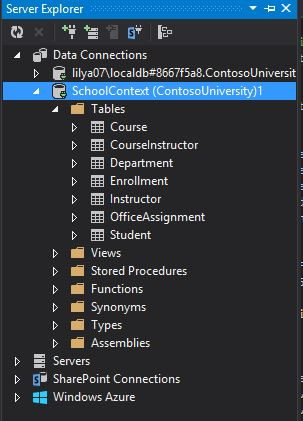 Server Explorer
Data Connections
lilya07\localdb#8667f5a8.ContosoUniversit
SchoolContext (ContosoUniversity)1
Tables
Course
CourseInstructor
Department
Enrollment
Instructor
OfficeAssignment
Student
Views
Stored Procedures
Functions
Synonyms
Types
Assemblies
Servers
SharePoint Connections
Windows Azure